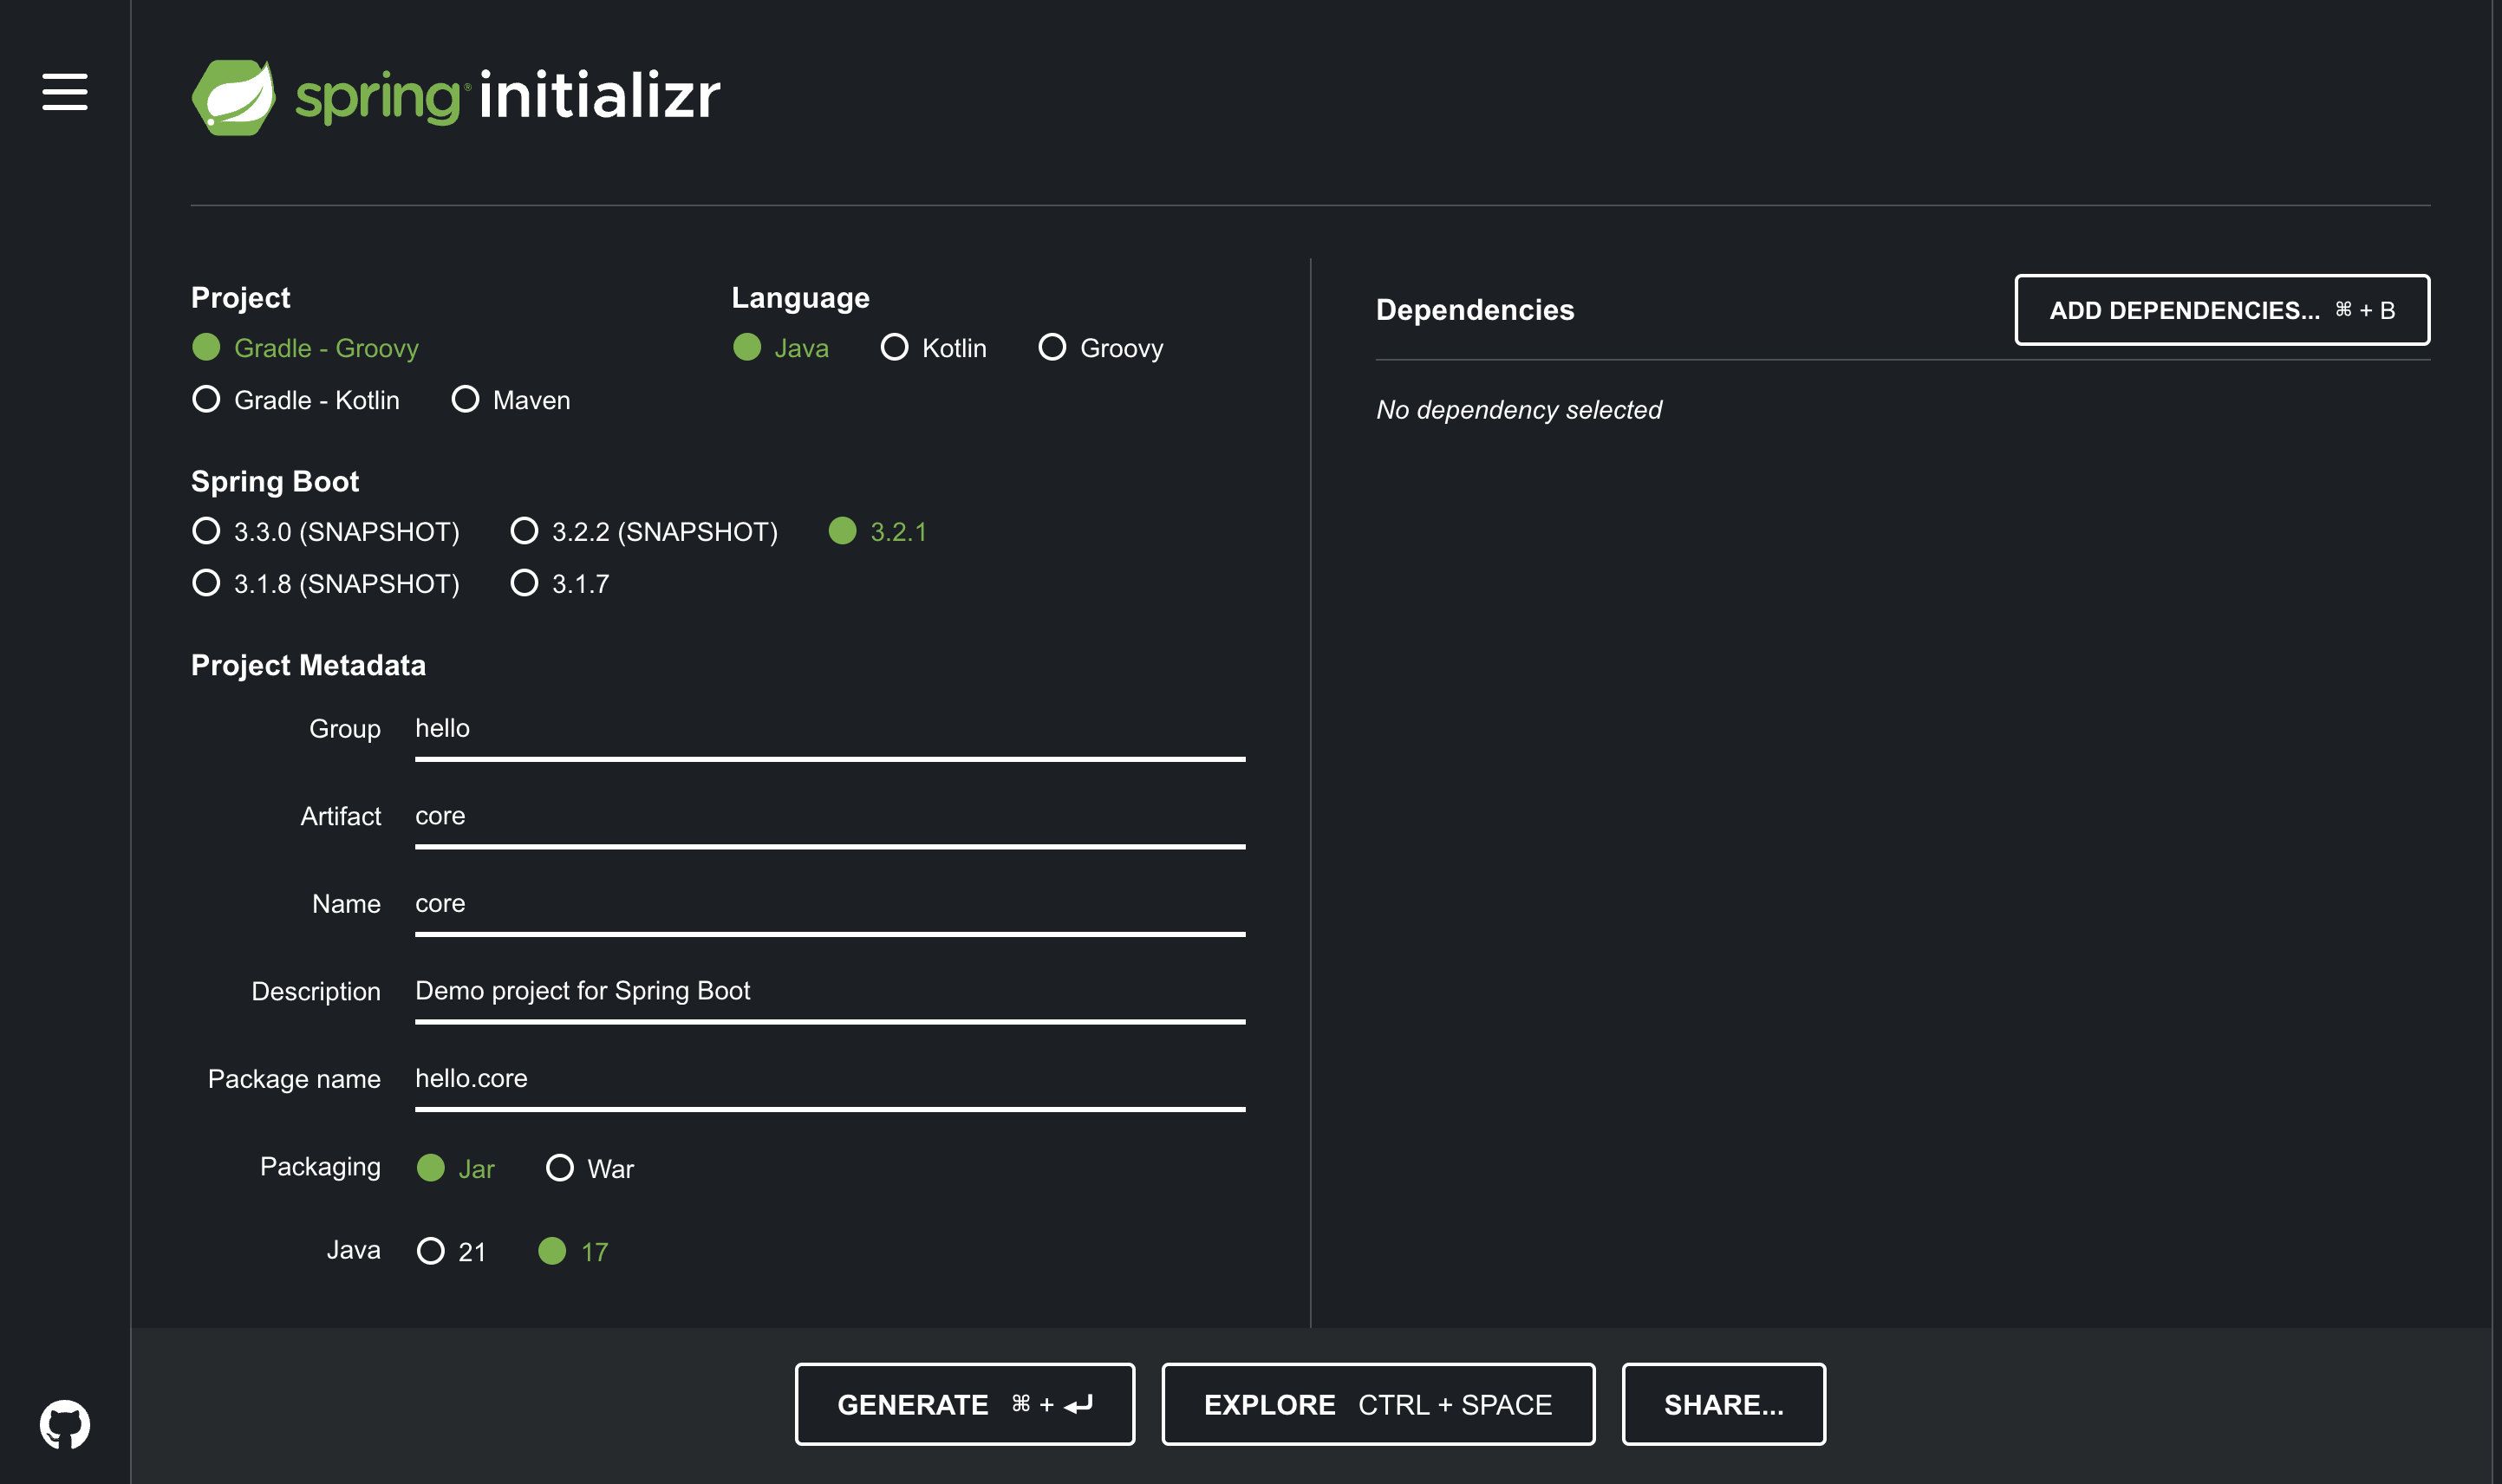 spring® initializr
Project
Gradle - Groovy
Gradle - Kotlin Maven
Language
Java Kotlin Groovy
Spring Boot
3.3.0 (SNAPSHOT) 3.2.2 (SNAPSHOT) 3.2.1
3.1.8 (SNAPSHOT) 3.1.7
Project Metadata
Group hello
Artifact core
Name core
Description Demo project for Spring Boot
Package name hello.core
Packaging Jar War
Java 21 17
Dependencies ADD DEPENDENCIES... ⌘ + B
No dependency selected
GENERATE ⌘ + ⏎ EXPLORE CTRL + SPACE SHARE...